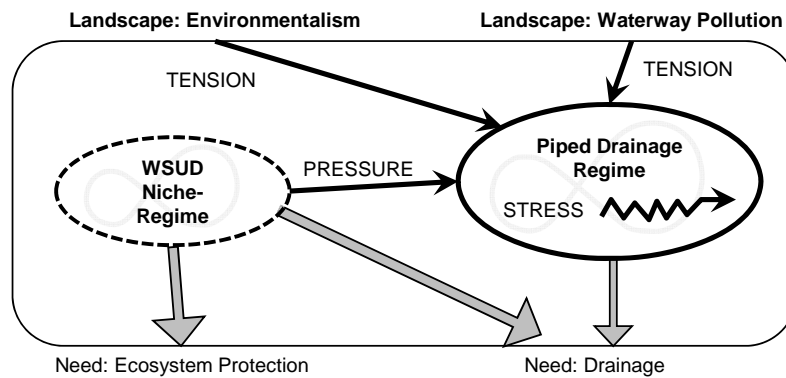 Landscape: Environmentalism
Landscape: Waterway Pollution
TENSION
TENSION
Piped Drainage
Regime
WSUD
Niche-
Regime
PRESSURE
STRESS
Need: Ecosystem Protection
Need: Drainage